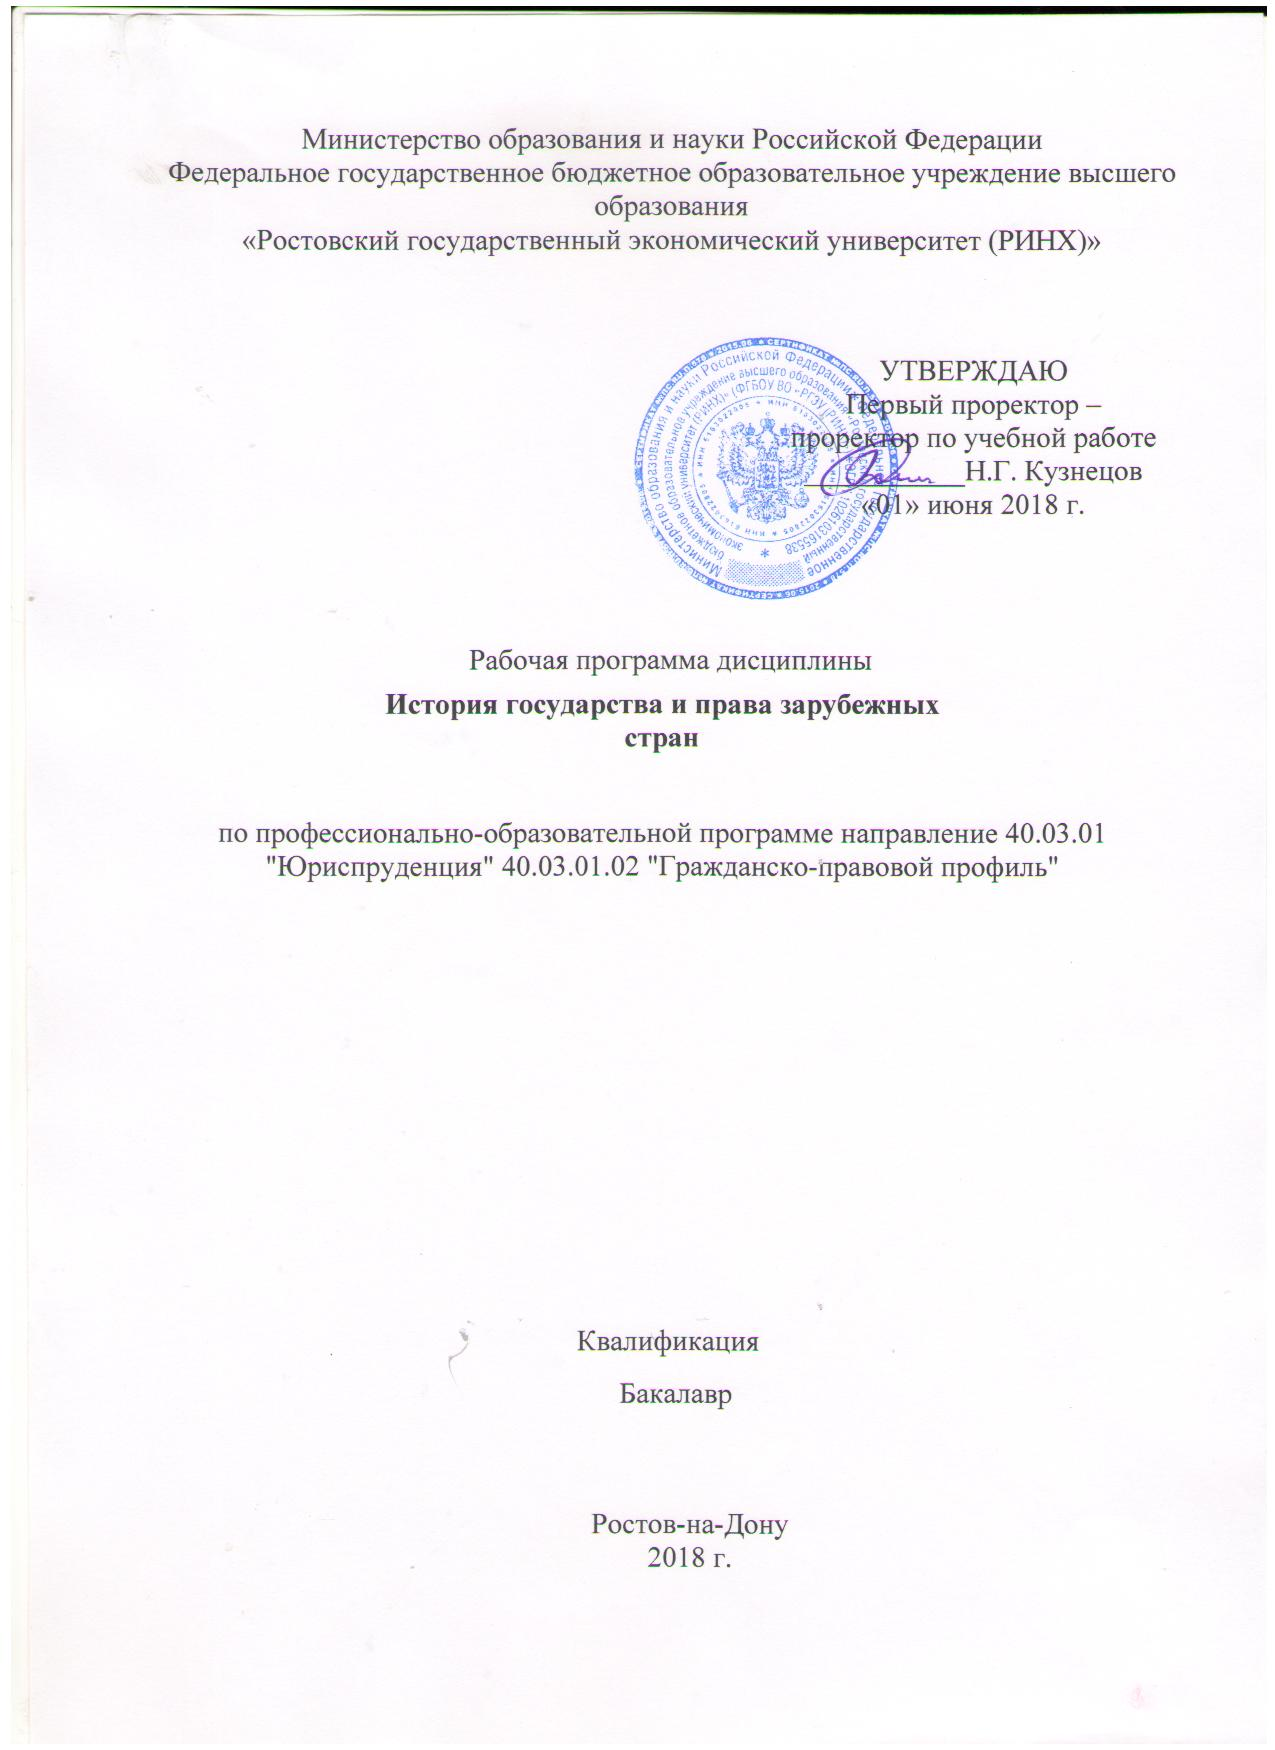 Министерство образования и науки Российской Федерации
Федеральное государственное бюджетное образовательное учреждение высшего
образования
«Ростовский государственный экономический университет (РИНХ)»
УТВЕРЖДАЮ
Первый проректор –
проректор по учебной работе
Н.Г. Кузнецов
«01» июня 2018 г.
Рабочая программа дисциплины
История государства и права зарубежных
стран
по профессионально-образовательной программе направление 40.03.01
"Юриспруденция" 40.03.01.02 "Гражданско-правовой профиль"
Квалификация
Бакалавр
Ростов-на-Дону
2018 г.